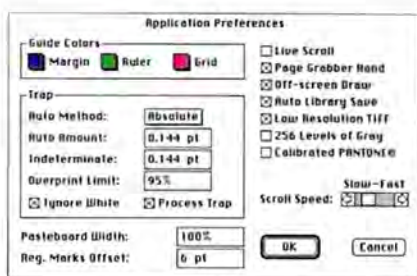 Application Preferences
Guide Colors
Margin
Ruler
Grid
Trap
Auto Method:
Absolute
Auto Amount:
0.144 pt
Indeterminate:
0.144 pt
Overprint Limit:
95%
Ignore White
Process Trap
Pasteboard Width:
100%
Reg. Marks Offset:
6 pt
Live Scroll
Page Grabber Hand
Off-screen Draw
Auto Library Save
Low Resolution TIFF
256 Levels of Gray
Calibrated PANTONE®
Slow–Fast
Scroll Speed:
OK
Cancel